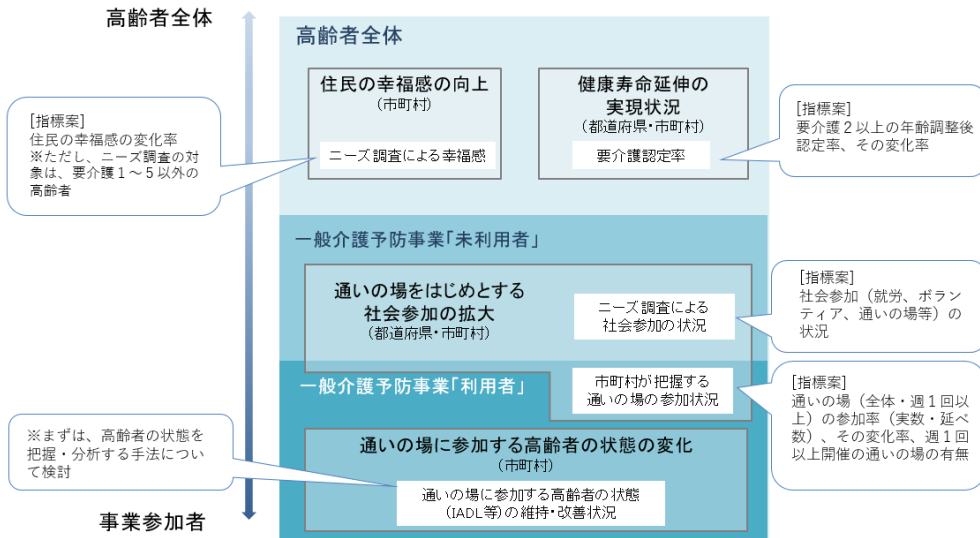 高齢者全体
高齢者全体
住民の幸福感の向上
(市町村)
ニーズ調査による幸福感
健康寿命延伸の
実現状況
(都道府県・市町村)
要介護認定率
[指標案]
住民の幸福感の変化率
※ただし、ニーズ調査の対
象は、要介護１～５以外の
高齢者
[指標案]
要介護２以上の年齢調整後
認定率、その変化率
一般介護予防事業「未利用者」
通いの場をはじめとする
社会参加の拡大
(都道府県・市町村)
ニーズ調査による
社会参加の状況
[指標案]
社会参加（就労、ボラン
ティア、通いの場等）の
状況
一般介護予防事業「利用者」
市町村が把握する
通いの場の参加状況
[指標案]
通いの場（全体・週１回以
上）の参加率（実数・延べ
数）、その変化率、週１回
以上開催の通いの場の有無
※まずは、高齢者の状態を
把握・分析する手法につい
て検討
通いの場に参加する高齢者の状態の変化
(市町村)
通いの場に参加する高齢者の状態
(IADL等)の維持・改善状況
事業参加者